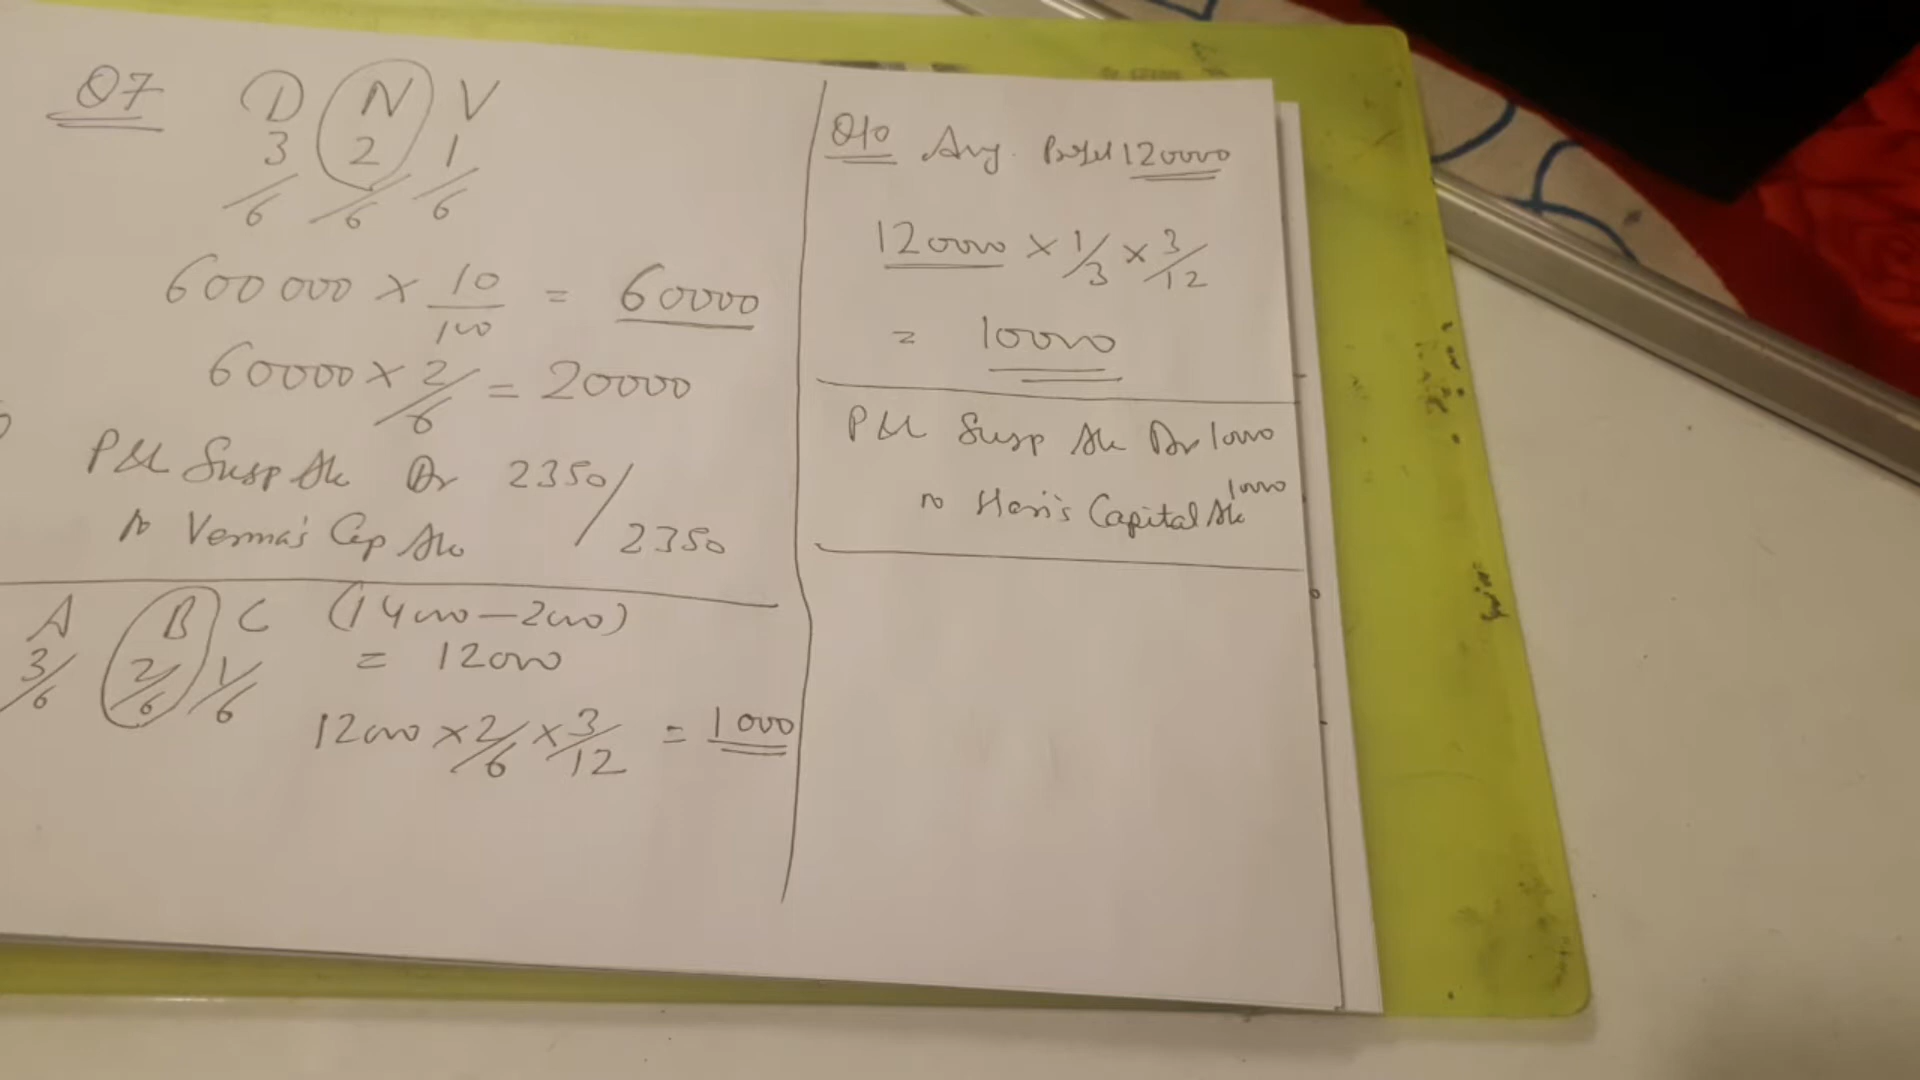 Q7 D N V
3 2 1
/6 /6 /6
600000 × 10/100 = 60000
60000 × 2/6 = 20000
P&L Susp A/c Dr 2350/
To Verma's Cap A/c /2350
A B C (14000 — 2000)
3/6 2/6 1/6 = 12000
12000 × 2/6 × 3/12 = 1000
Q10 Avg. Profit 120000
120000 × 1/3 × 3/12
= 10000
P&L Susp A/c Dr 10000
To Hari's Capital A/c 10000